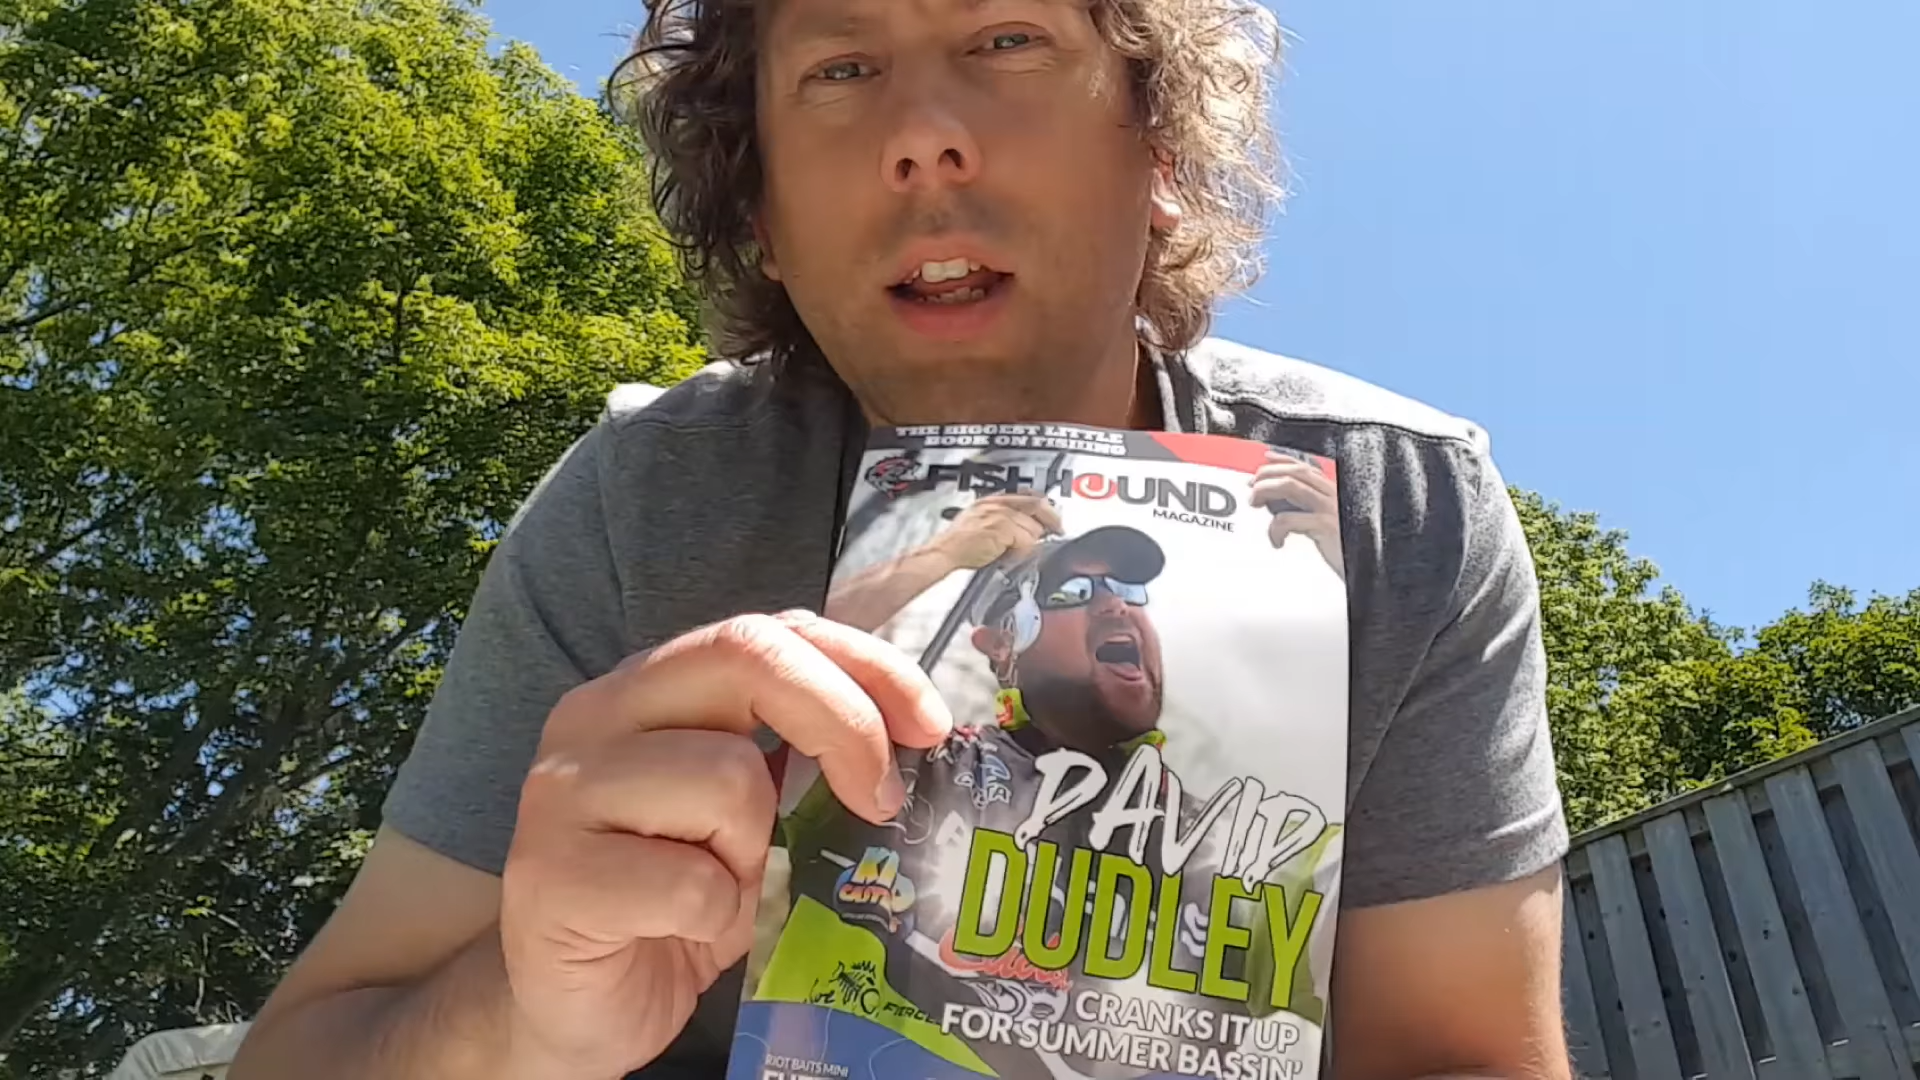 THE BIGGEST LITTLE
BOOK ON FISHING
FISHHOUND
MAGAZINE
DAVID
DUDLEY
CRANKS IT UP
FOR SUMMER BASSIN'
RIOT BAITS MINI